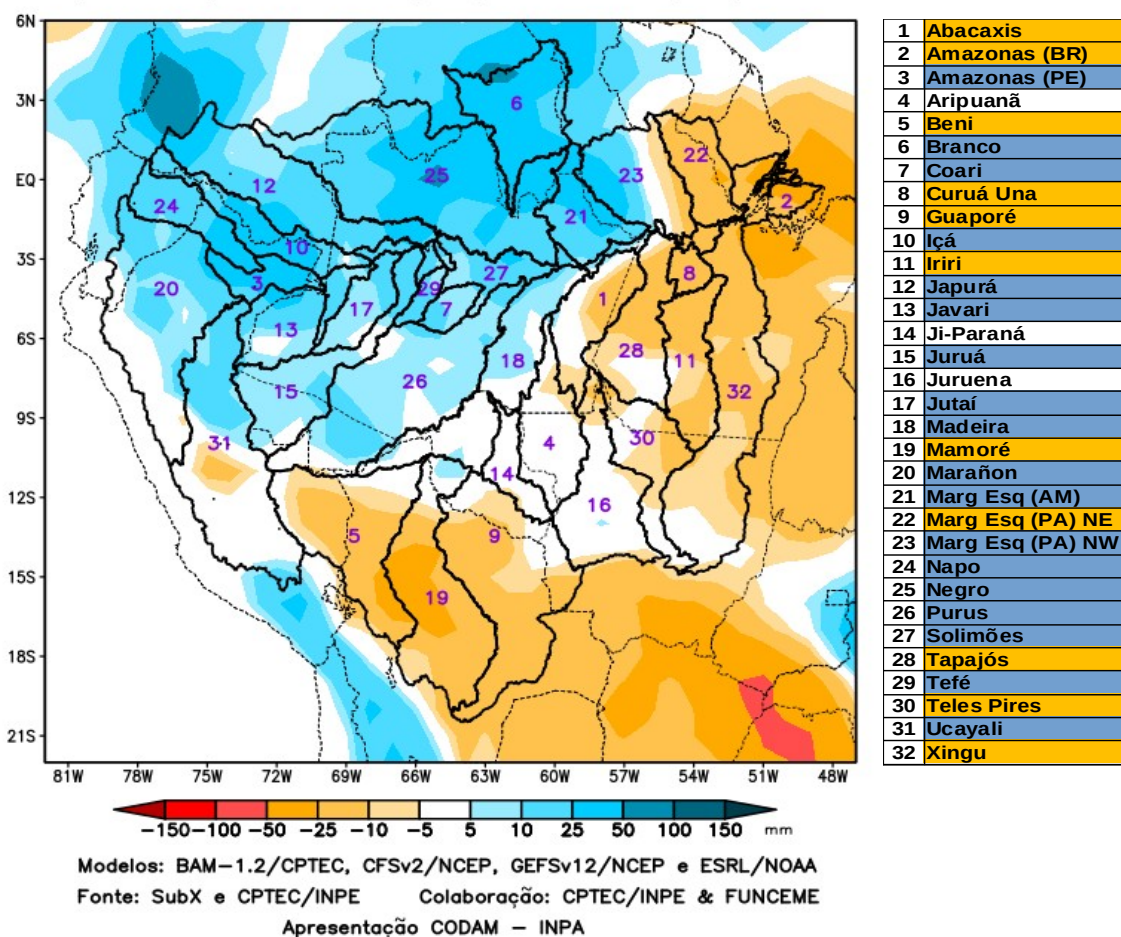 6N
3N
EQ
3S
6S
9S
12S
15S
18S
21S
81W 78W 75W 72W 69W 66W 63W 60W 57W 54W 51W 48W
6
22
25
23
12
24
2
21
10
27
8
3
20
29
1
17
7
13
28
18
11
26
15
32
31
4
30
14
16
5
9
19
-150 -100 -50 -25 -10 -5 5 10 25 50 100 150 mm
Modelos: BAM-1.2/CPTEC, CFSv2/NCEP, GEFSv12/NCEP e ESRL/NOAA
Fonte: SubX e CPTEC/INPE Colaboração: CPTEC/INPE & FUNCEME
Apresentação CODAM - INPA
1 Abacaxis
2 Amazonas (BR)
3 Amazonas (PE)
4 Aripuanã
5 Beni
6 Branco
7 Coari
8 Curuá Una
9 Guaporé
10 Içá
11 Iriri
12 Japurá
13 Javari
14 Ji-Paraná
15 Juruá
16 Juruena
17 Jutaí
18 Madeira
19 Mamoré
20 Marañon
21 Marg Esq (AM)
22 Marg Esq (PA) NE
23 Marg Esq (PA) NW
24 Napo
25 Negro
26 Purus
27 Solimões
28 Tapajós
29 Tefé
30 Teles Pires
31 Ucayali
32 Xingu